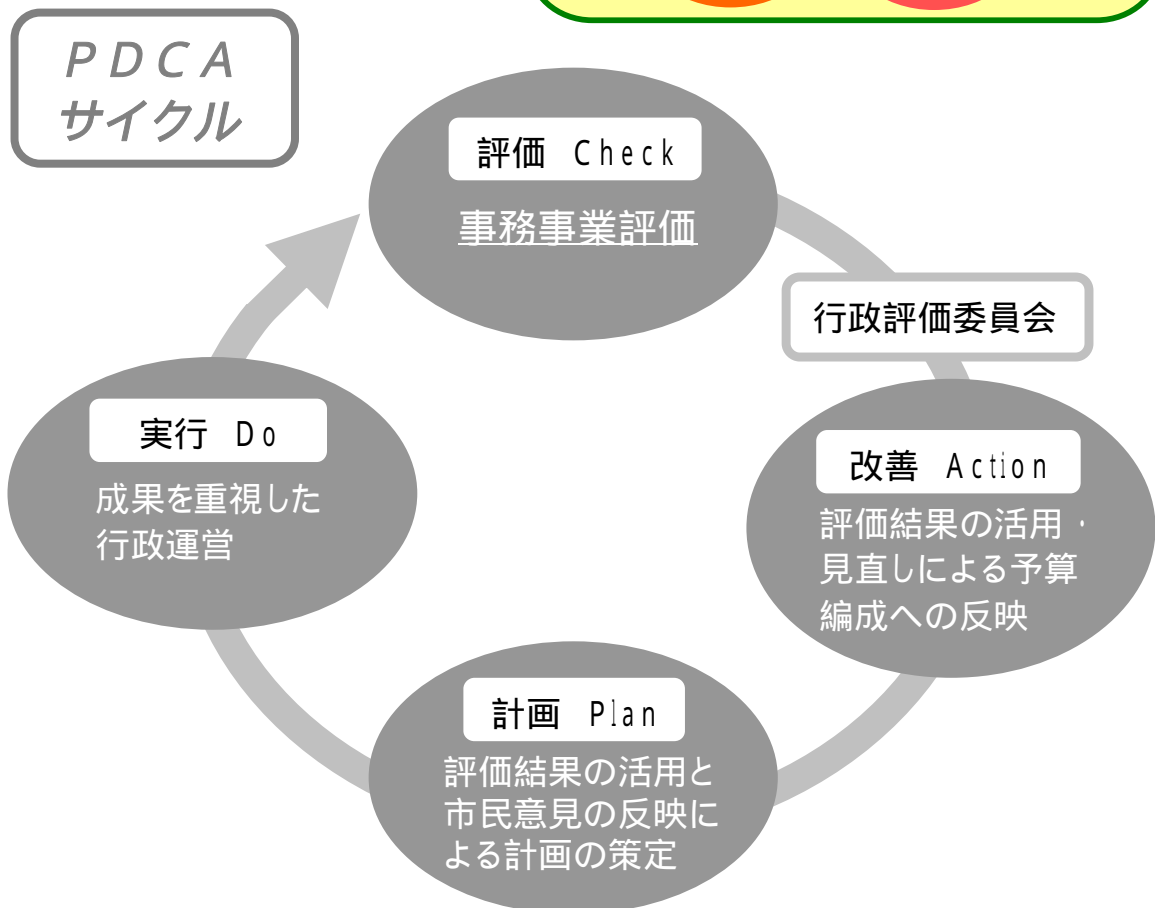 PDCA
サイクル
評価 Check
事務事業評価
行政評価委員会
改善 Action
評価結果の活用・
見直しによる予算
編成への反映
計画 Plan
評価結果の活用と
市民意見の反映に
よる計画の策定
実行 Do
成果を重視した
行政運営